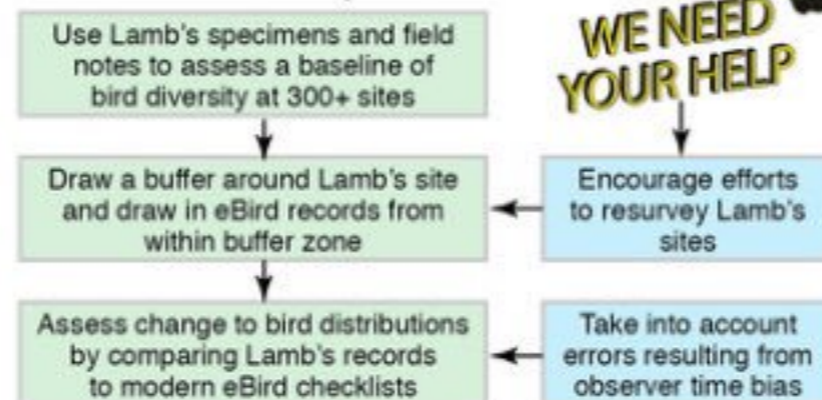 Use Lamb's specimens and field
notes to assess a baseline of
bird diversity at 300+ sites
WE NEED
YOUR HELP
Draw a buffer around Lamb's site
and draw in eBird records from
within buffer zone
Encourage efforts
to resurvey Lamb's
sites
Assess change to bird distributions
by comparing Lamb's records
to modern eBird checklists
Take into account
errors resulting from
observer time bias